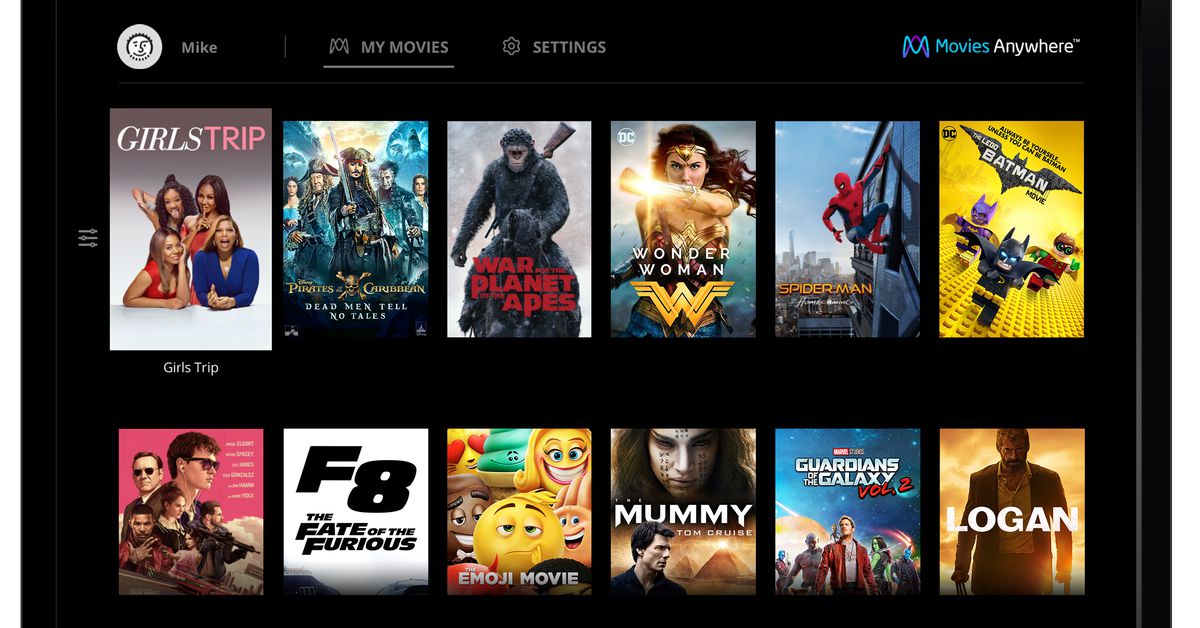 Mike
MY MOVIES
SETTINGS
Movies Anywhere™
GIRLS TRIP
Disney
PIRATES OF THE CARIBBEAN
DEAD MEN TELL
NO TALES
WAR FOR THE
PLANET
OF THE APES
DC
WONDER
WOMAN
SPIDER-MAN
HOMECOMING
DC
ALWAYS BE YOURSELF...
UNLESS YOU CAN BE BATMAN
THE LEGO
BATMAN
MOVIE
Girls Trip
ANSEL ELGORT
KEVIN SPACEY
LILY JAMES
EIZA GONZALEZ
JON HAMM
JAMIE FOXX
F8
THE
FATE OF THE
FURIOUS
THE
EMOJI MOVIE
THE
MUMMY
TOM CRUISE
MARVEL STUDIOS
GUARDIANS
OF THE GALAXY
VOL. 2
LOGAN